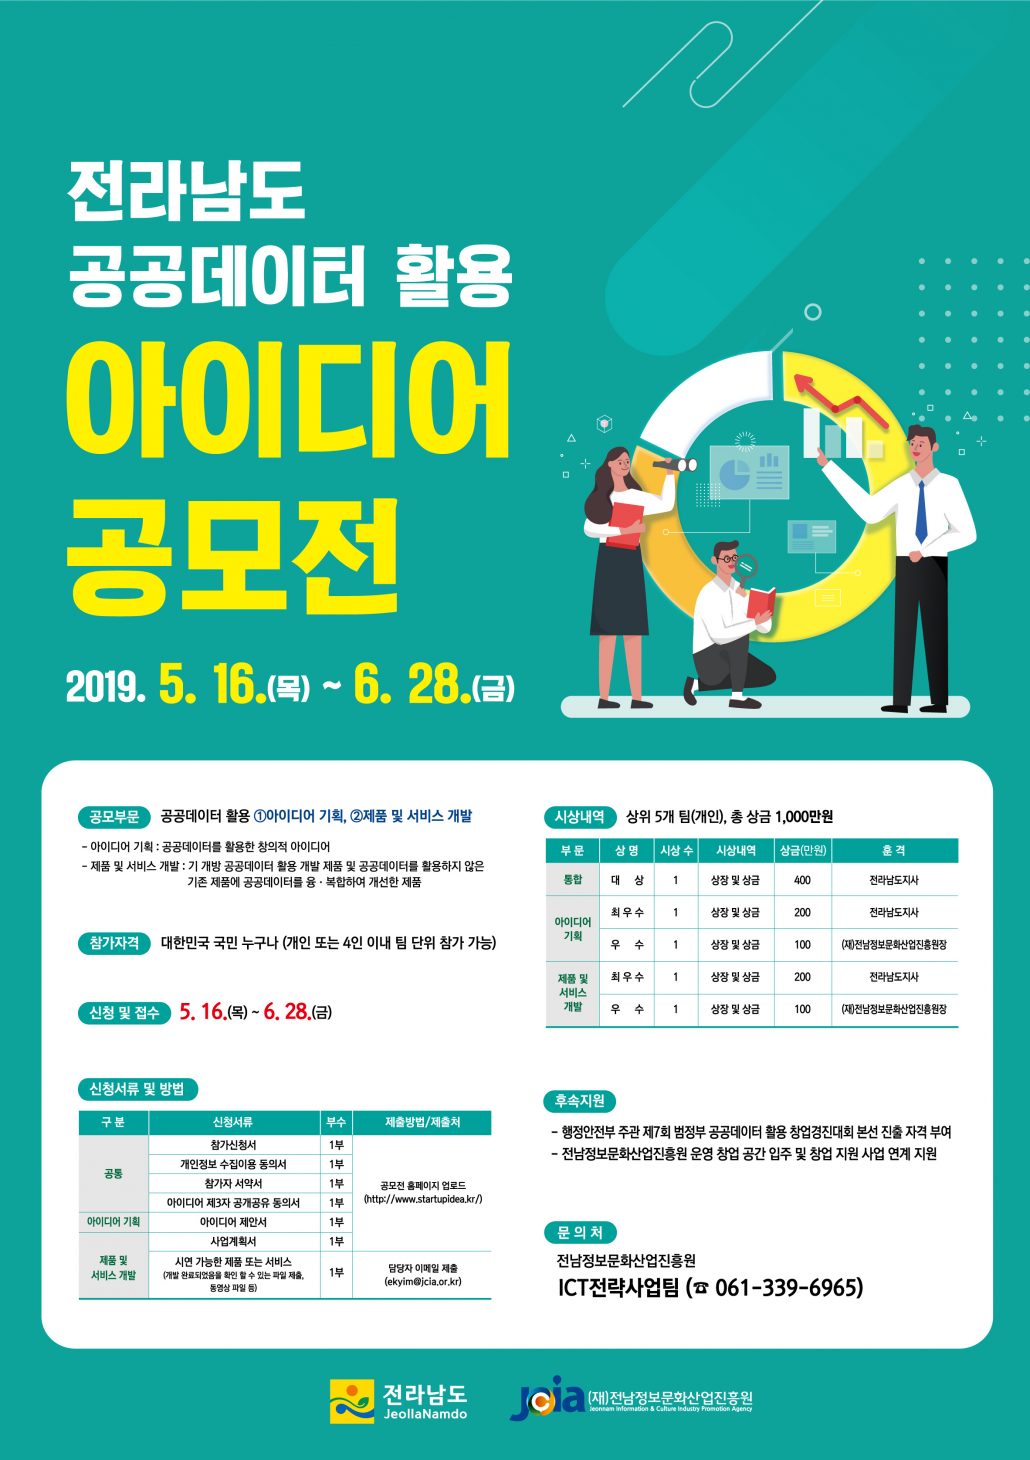 전라남도
공공데이터 활용
아이디어
공모전
2019. 5. 16.(목) ~ 6. 28.(금)
공모부문 공공데이터 활용 ①아이디어 기획, ②제품 및 서비스 개발
- 아이디어 기획 : 공공데이터를 활용한 창의적 아이디어
- 제품 및 서비스 개발 : 기 개방 공공데이터 활용 개발 제품 및 공공데이터를 활용하지 않은
기존 제품에 공공데이터를 융·복합하여 개선한 제품
참가자격 대한민국 국민 누구나 (개인 또는 4인 이내 팀 단위 참가 가능)
신청 및 접수 5. 16.(목) ~ 6. 28.(금)
신청서류 및 방법
구 분 신청서류 부수 제출방법/제출처
공통 참가신청서 1부
개인정보 수집이용 동의서 1부
참가자 서약서 1부
아이디어 제3자 공개공유 동의서 1부
공모전 홈페이지 업로드
(http://www.startupidea.kr/)
아이디어 기획 아이디어 제안서 1부
제품 및
서비스 개발
사업계획서 1부
시연 가능한 제품 또는 서비스
(개발 완료되었음을 확인 할 수 있는 파일 제출,
동영상 파일 등)
1부
담당자 이메일 제출
(ekyim@jcia.or.kr)
시상내역 상위 5개 팀(개인), 총 상금 1,000만원
부 문 상 명 시상 수 시상내역 상금(만원) 훈 격
통합 대 상 1 상장 및 상금 400 전라남도지사
아이디어
기획
최 우 수 1 상장 및 상금 200 전라남도지사
우 수 1 상장 및 상금 100 (재)전남정보문화산업진흥원장
제품 및
서비스
개발
최 우 수 1 상장 및 상금 200 전라남도지사
우 수 1 상장 및 상금 100 (재)전남정보문화산업진흥원장
후속지원
- 행정안전부 주관 제7회 범정부 공공데이터 활용 창업경진대회 본선 진출 자격 부여
- 전남정보문화산업진흥원 운영 창업 공간 입주 및 창업 지원 사업 연계 지원
문 의 처
전남정보문화산업진흥원
ICT전략사업팀 (☎ 061-339-6965)
전라남도
JeollaNamdo
jcia (재)전남정보문화산업진흥원
Jeonnam Information & Culture Industry Promotion Agency